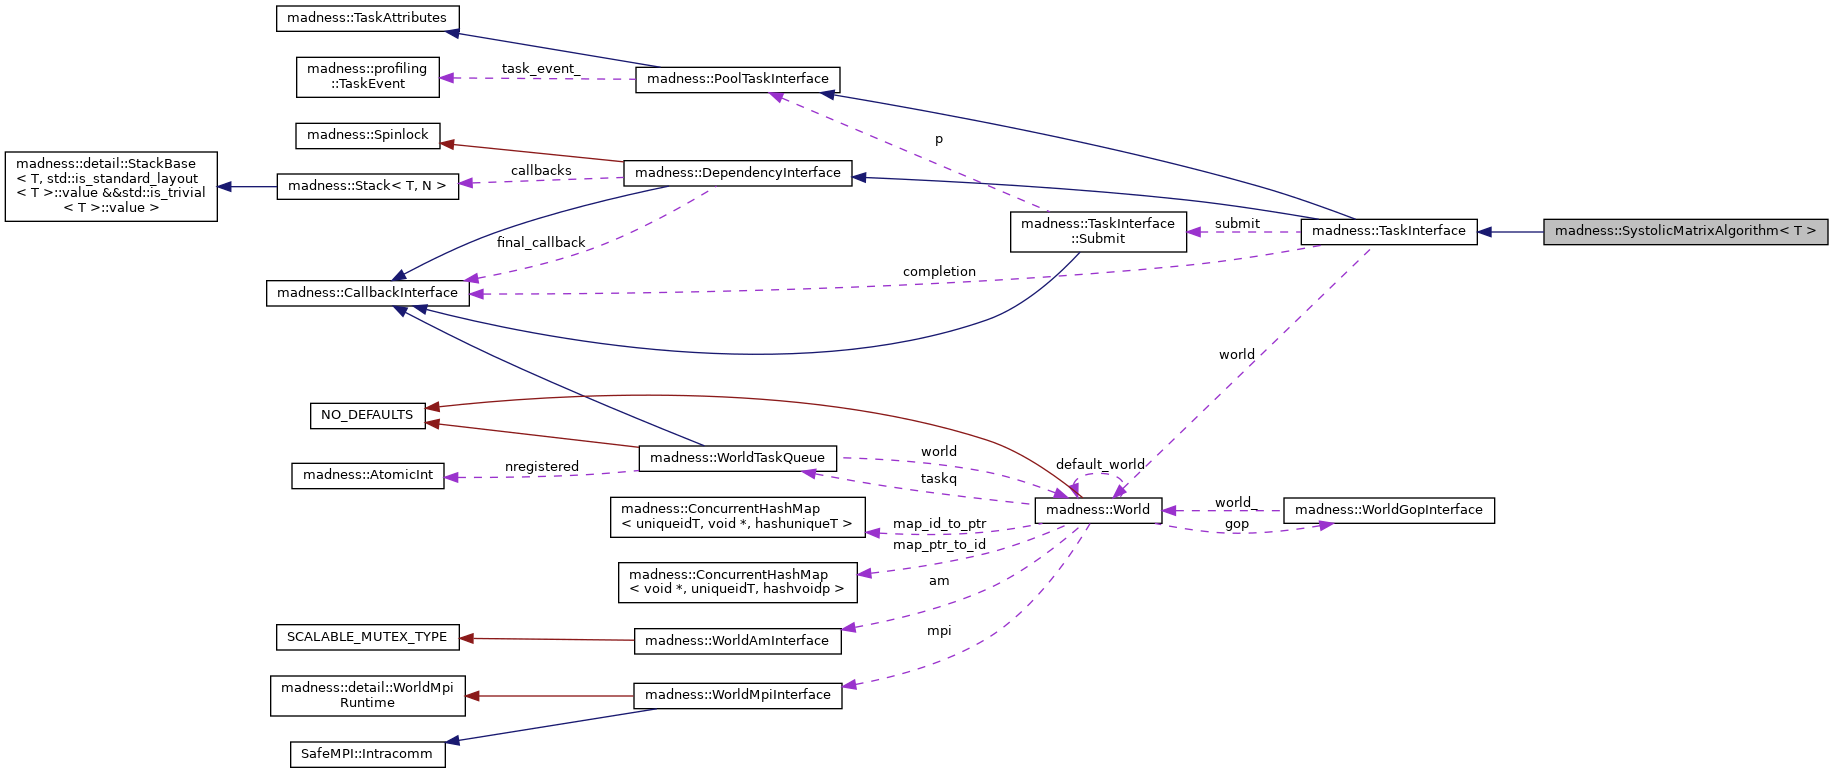 madness::TaskAttributes
madness::profiling
::TaskEvent
task_event_
madness::PoolTaskInterface
madness::Spinlock
p
madness::detail::StackBase
< T, std::is_standard_layout
< T >::value &&std::is_trivial
< T >::value >
madness::Stack< T, N >
callbacks
madness::DependencyInterface
final_callback
madness::TaskInterface
::Submit
submit
madness::TaskInterface
madness::SystolicMatrixAlgorithm< T >
completion
madness::CallbackInterface
world
NO_DEFAULTS
madness::WorldTaskQueue
world
default_world
madness::AtomicInt
nregistered
taskq
madness::ConcurrentHashMap
< uniqueidT, void *, hashuniqueT >
map_id_to_ptr
madness::World
world_
gop
madness::WorldGopInterface
map_ptr_to_id
madness::ConcurrentHashMap
< void *, uniqueidT, hashvoidp >
am
SCALABLE_MUTEX_TYPE
madness::WorldAmInterface
mpi
madness::detail::WorldMpi
Runtime
madness::WorldMpiInterface
SafeMPI::Intracomm